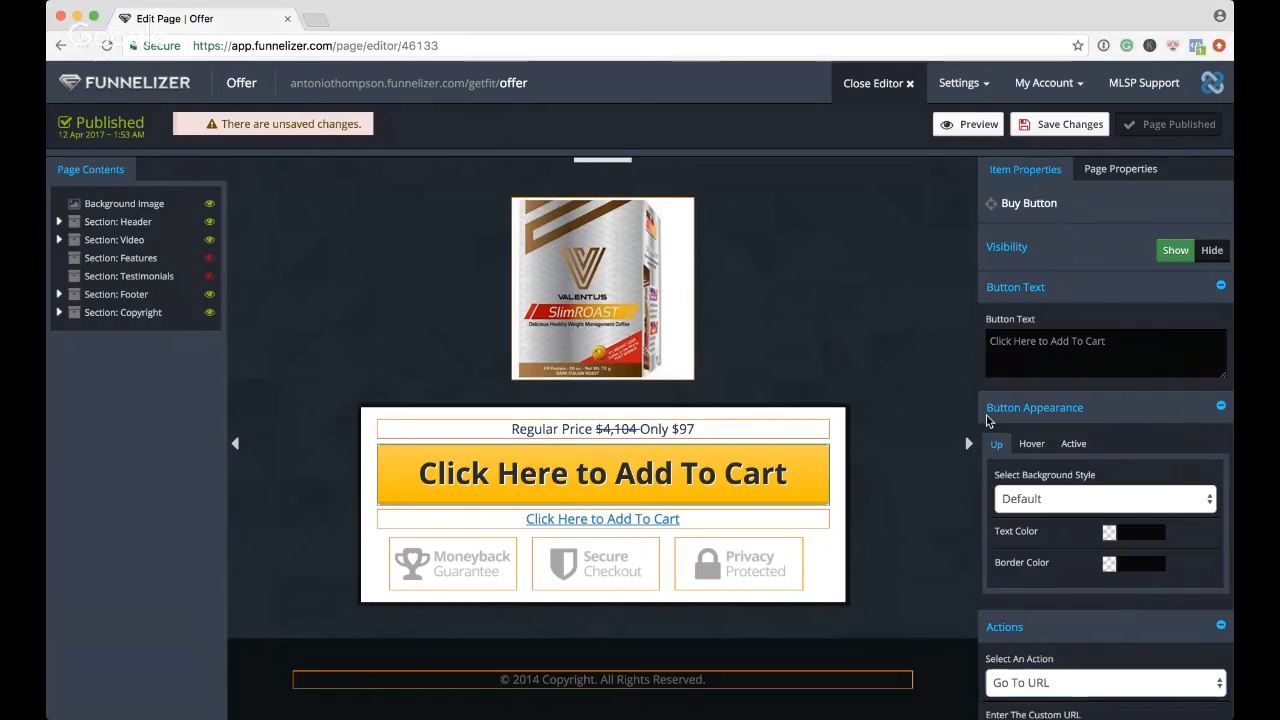 Edit Page | Offer
Secure https://app.funnelizer.com/page/editor/46133
FUNNELIZER
Offer
antoniothompson.funnelizer.com/getfit/offer
Close Editor ×
Settings
My Account
MLSP Support
Published
12 Apr 2017 ~ 1:53 AM
There are unsaved changes.
Preview
Save Changes
Page Published
Page Contents
Background Image
Section: Header
Section: Video
Section: Features
Section: Testimonials
Section: Footer
Section: Copyright
VALENTUS
SlimROAST
Delicious Healthy Weight Management Coffee
Regular Price $4,104 Only $97
Click Here to Add To Cart
Click Here to Add To Cart
Moneyback
Guarantee
Secure
Checkout
Privacy
Protected
© 2014 Copyright. All Rights Reserved.
Item Properties
Page Properties
Buy Button
Visibility
Show
Hide
Button Text
Button Text
Click Here to Add To Cart
Button Appearance
Up
Hover
Active
Select Background Style
Default
Text Color
Border Color
Actions
Select An Action
Go To URL
Enter The Custom URL